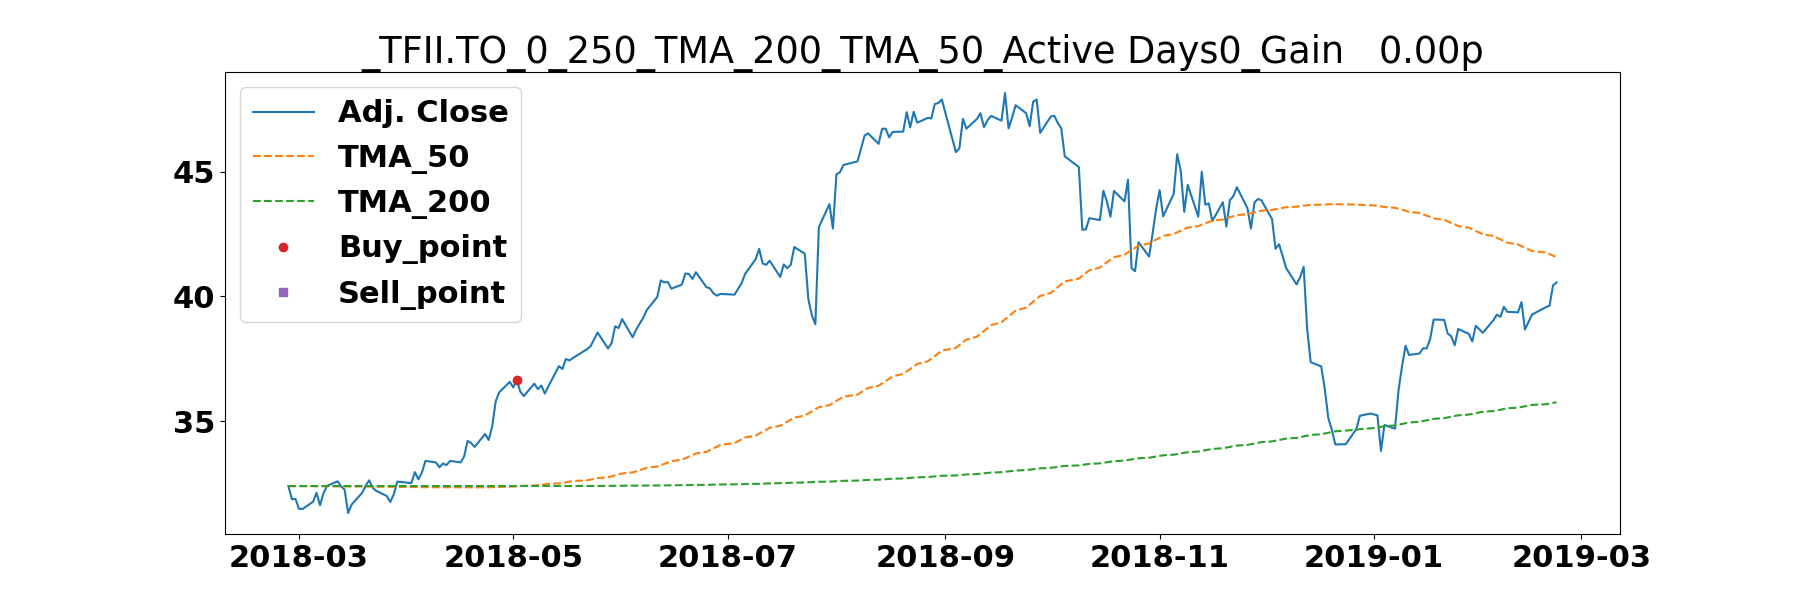 _TFII.TO_0_250_TMA_200_TMA_50_Active Days0_Gain   0.00p
Adj. Close
TMA_50
TMA_200
Buy_point
Sell_point
45
40
35
2018-03 2018-05 2018-07 2018-09 2018-11 2019-01 2019-03